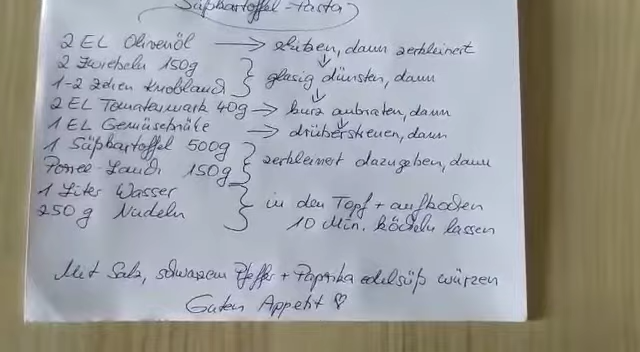 Süßkartoffel-Pasta
2 EL Olivenöl → erhitzen, dann zerkleinert
2 Zwiebeln 150g
1-2 Zehen Knoblauch } glasig dünsten, dann
2 EL Tomatenmark 40g → kurz anbraten, dann
1 EL Gemüsebrühe → drüberstreuen, dann
1 Süßkartoffel 500g
Porree-Lauch 150g } zerkleinert dazugeben, dann
1 Liter Wasser
250 g Nudeln } in den Topf + aufkochen
10 Min. köcheln lassen
Mit Salz, schwarzem Pfeffer + Paprika edelsüß würzen
Guten Appetit ♡